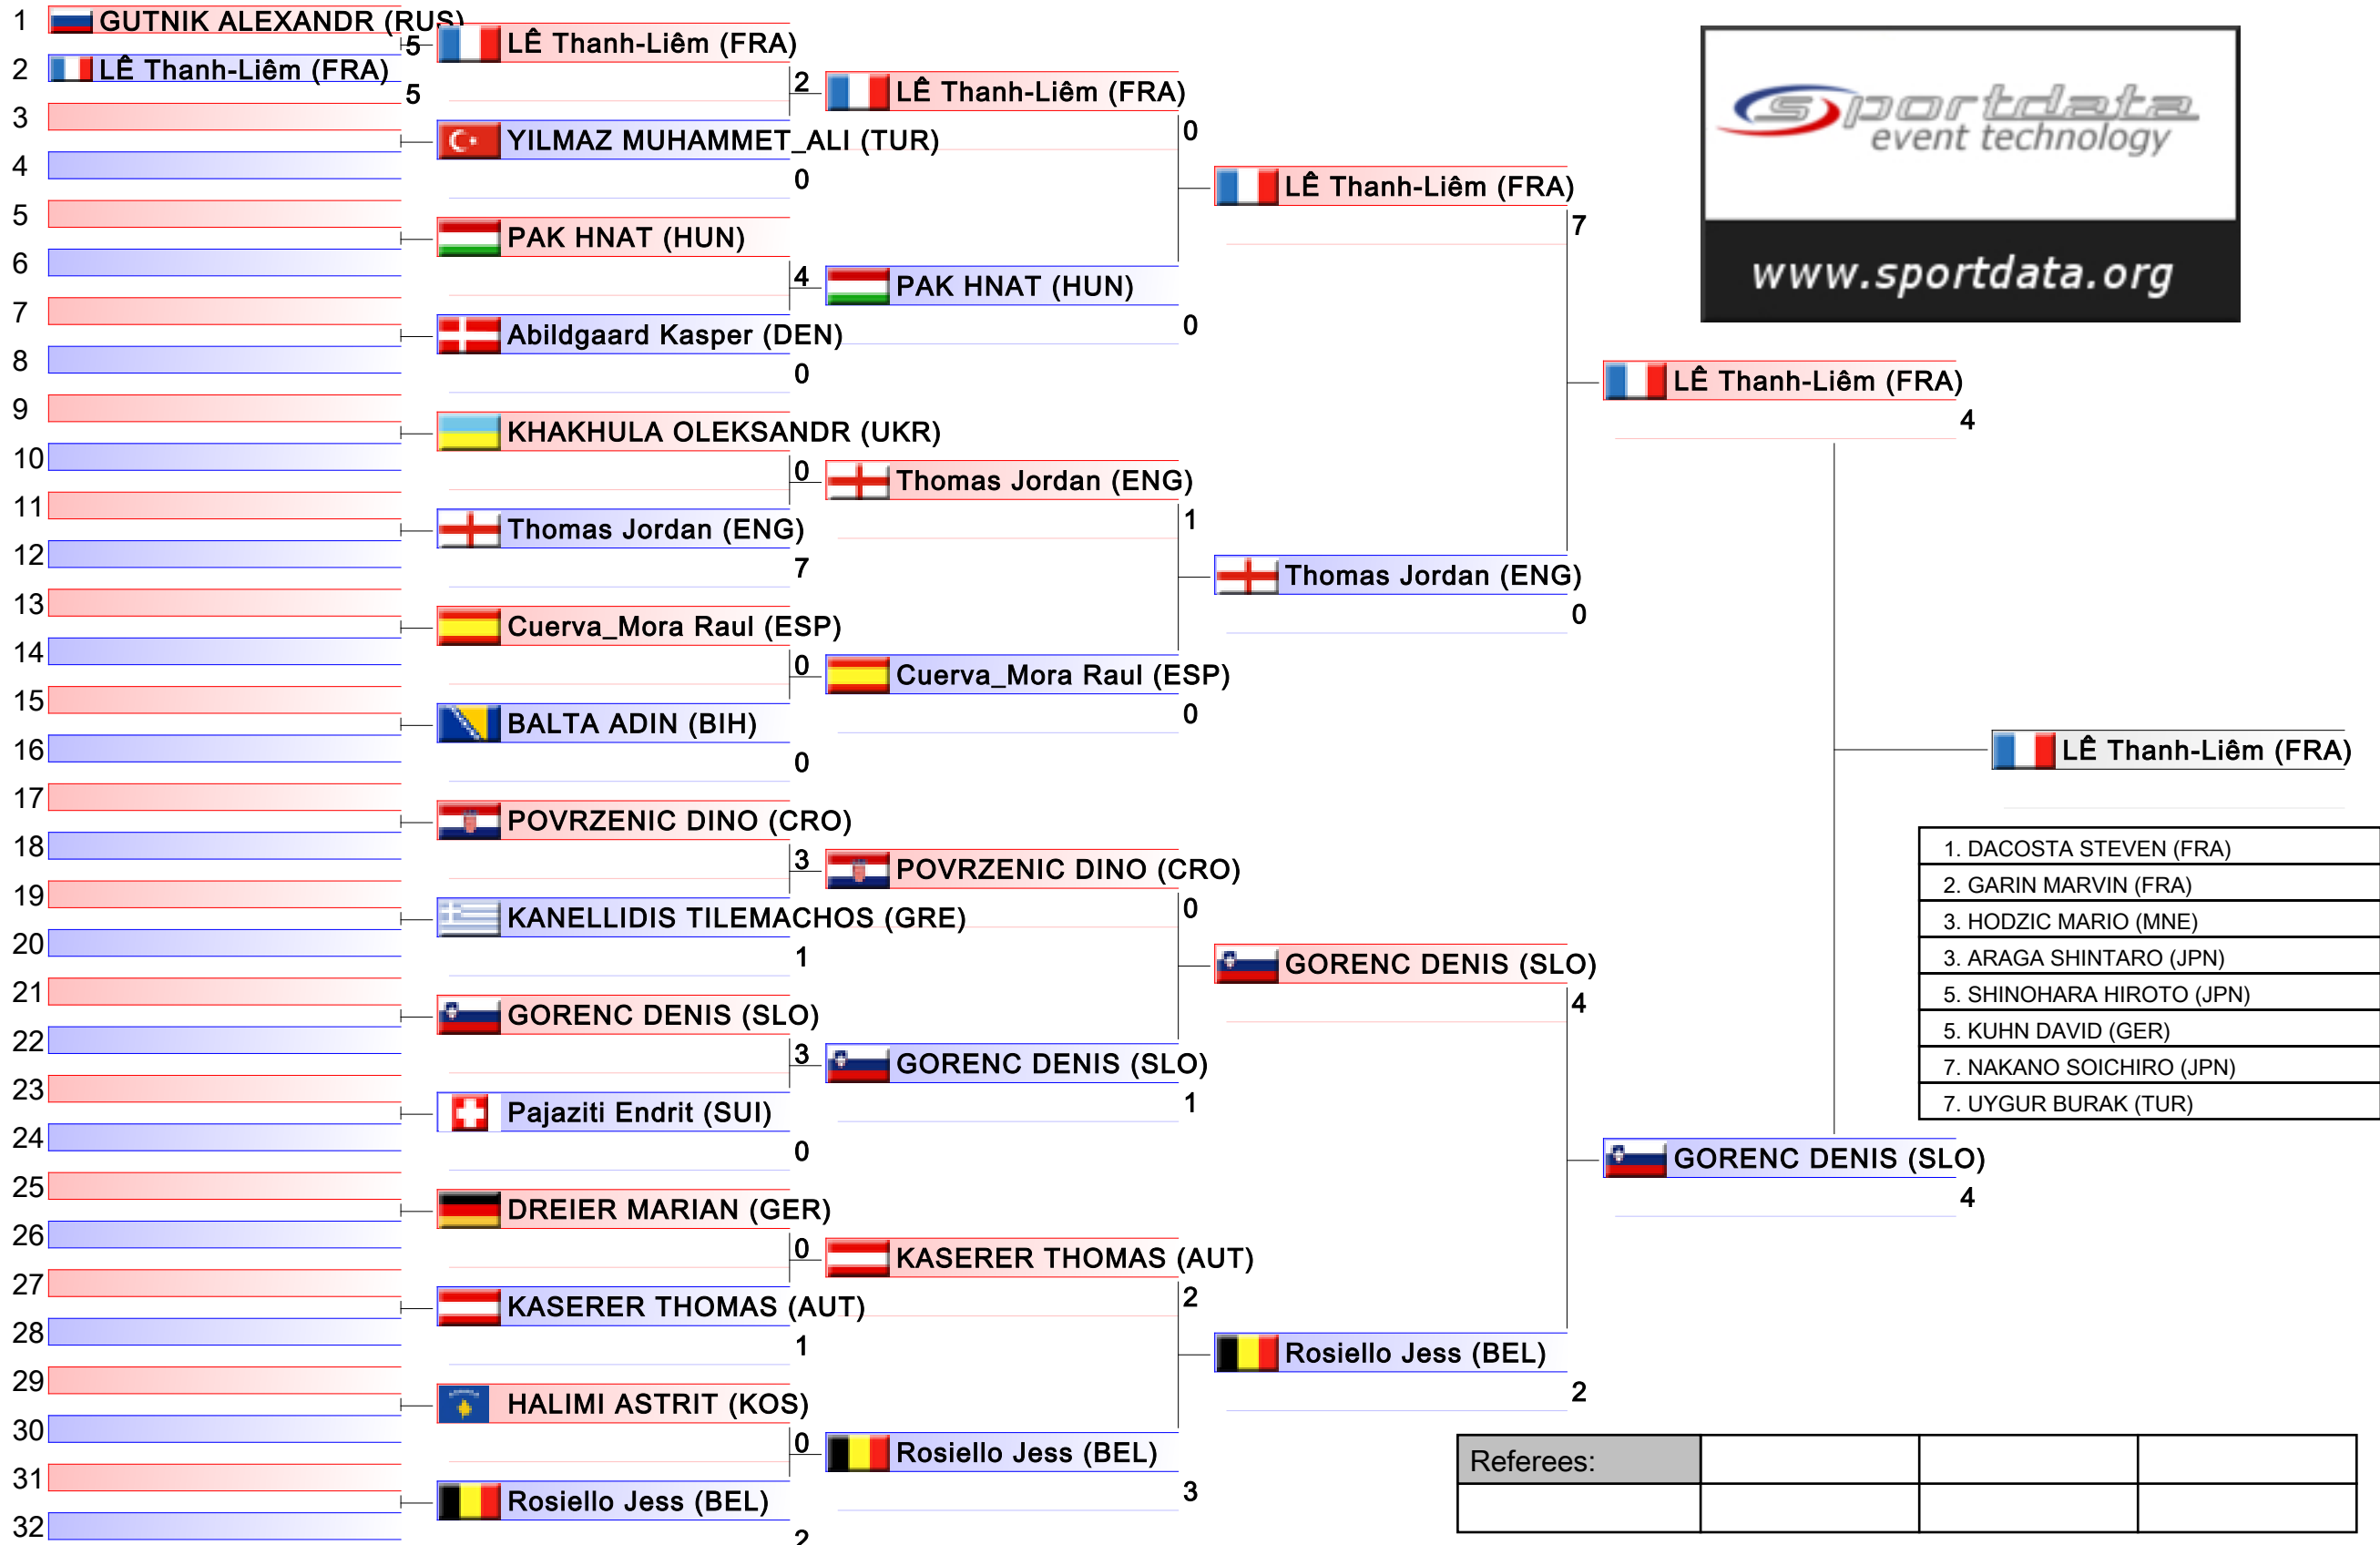 1 GUTNIK ALEXANDR (RUS)
5
2 LÊ Thanh-Liêm (FRA)
5
3
4
5
6
7
8
9
10
11
12
13
14
15
16
17
18
19
20
21
22
23
24
25
26
27
28
29
30
31
32
LÊ Thanh-Liêm (FRA)
2
YILMAZ MUHAMMET_ALI (TUR)
0
PAK HNAT (HUN)
4
Abildgaard Kasper (DEN)
0
KHAKHULA OLEKSANDR (UKR)
0
Thomas Jordan (ENG)
7
Cuerva_Mora Raul (ESP)
0
BALTA ADIN (BIH)
0
POVRZENIC DINO (CRO)
3
KANELLIDIS TILEMACHOS (GRE)
1
GORENC DENIS (SLO)
3
Pajaziti Endrit (SUI)
0
DREIER MARIAN (GER)
0
KASERER THOMAS (AUT)
1
HALIMI ASTRIT (KOS)
0
Rosiello Jess (BEL)
2
LÊ Thanh-Liêm (FRA)
0
PAK HNAT (HUN)
0
Thomas Jordan (ENG)
1
Cuerva_Mora Raul (ESP)
0
POVRZENIC DINO (CRO)
0
GORENC DENIS (SLO)
1
KASERER THOMAS (AUT)
2
Rosiello Jess (BEL)
3
LÊ Thanh-Liêm (FRA)
7
Thomas Jordan (ENG)
0
GORENC DENIS (SLO)
4
Rosiello Jess (BEL)
2
LÊ Thanh-Liêm (FRA)
4
GORENC DENIS (SLO)
4
LÊ Thanh-Liêm (FRA)
sportdata
event technology
www.sportdata.org
1. DACOSTA STEVEN (FRA)
2. GARIN MARVIN (FRA)
3. HODZIC MARIO (MNE)
3. ARAGA SHINTARO (JPN)
5. SHINOHARA HIROTO (JPN)
5. KUHN DAVID (GER)
7. NAKANO SOICHIRO (JPN)
7. UYGUR BURAK (TUR)
Referees: